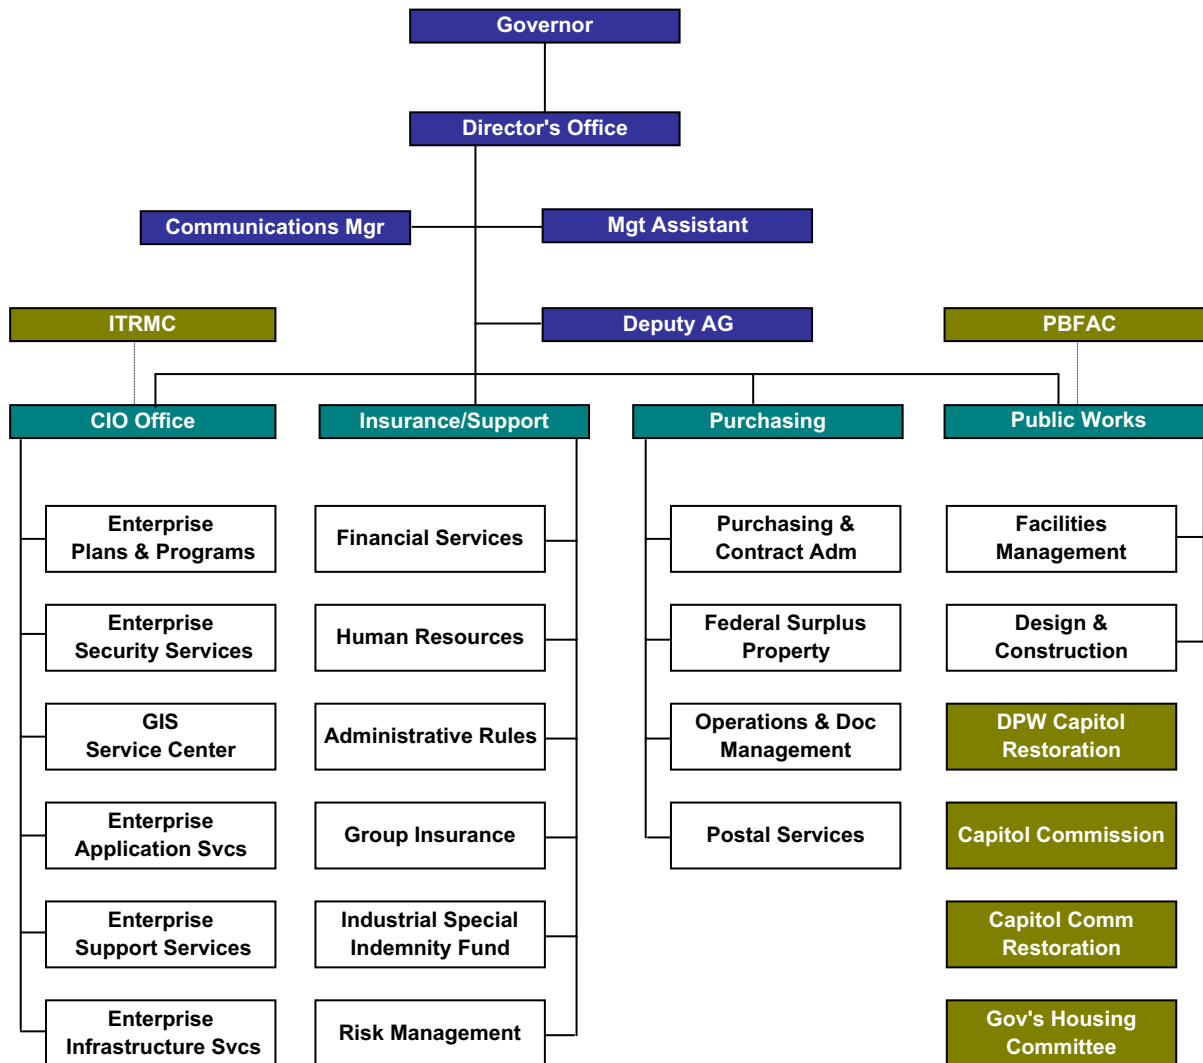 Governor
Director's Office
Communications Mgr
Mgt Assistant
ITRMC
Deputy AG
PBFAC
CIO Office
Insurance/Support
Purchasing
Public Works
Enterprise
Plans & Programs
Financial Services
Purchasing &
Contract Adm
Facilities
Management
Enterprise
Security Services
Human Resources
Federal Surplus
Property
Design &
Construction
GIS
Service Center
Administrative Rules
Operations & Doc
Management
DPW Capitol
Restoration
Enterprise
Application Svcs
Group Insurance
Postal Services
Capitol Commission
Enterprise
Support Services
Industrial Special
Indemnity Fund
Capitol Comm
Restoration
Enterprise
Infrastructure Svcs
Risk Management
Gov's Housing
Committee